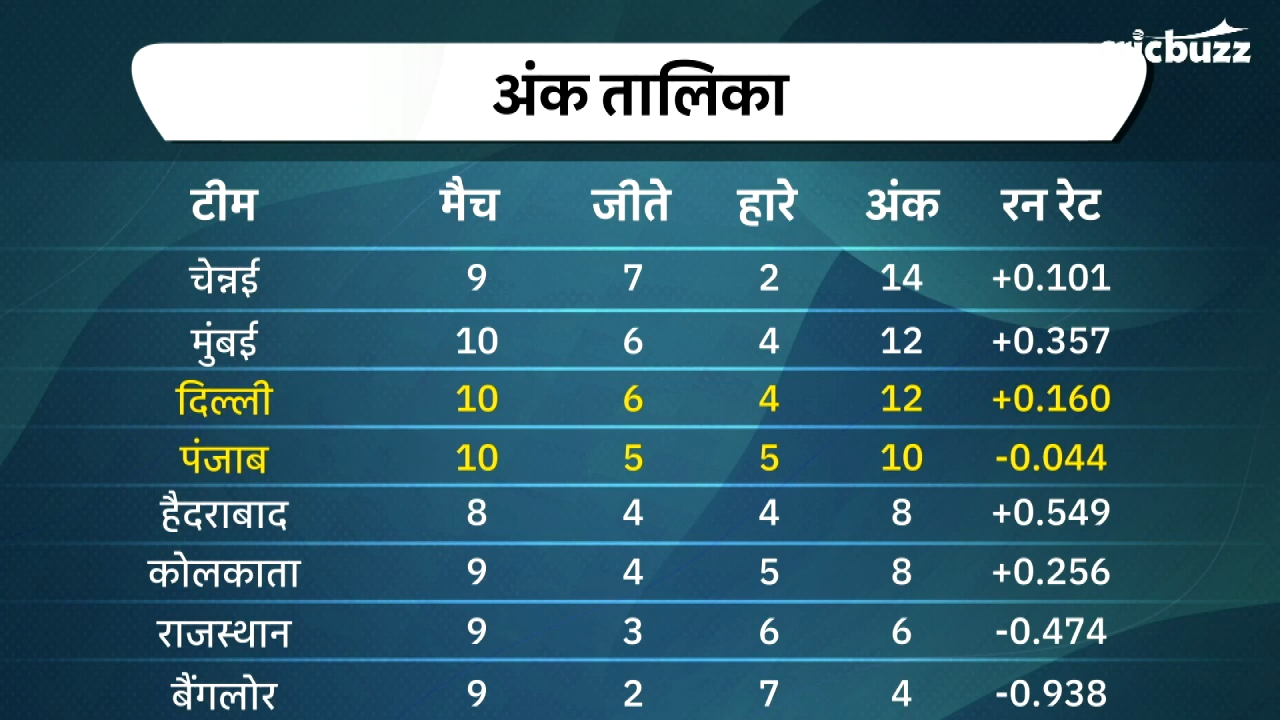 cricbuzz
अंक तालिका
टीम मैच जीते हारे अंक रन रेट
चेन्नई 9 7 2 14 +0.101
मुंबई 10 6 4 12 +0.357
दिल्ली 10 6 4 12 +0.160
पंजाब 10 5 5 10 -0.044
हैदराबाद 8 4 4 8 +0.549
कोलकाता 9 4 5 8 +0.256
राजस्थान 9 3 6 6 -0.474
बैंगलोर 9 2 7 4 -0.938